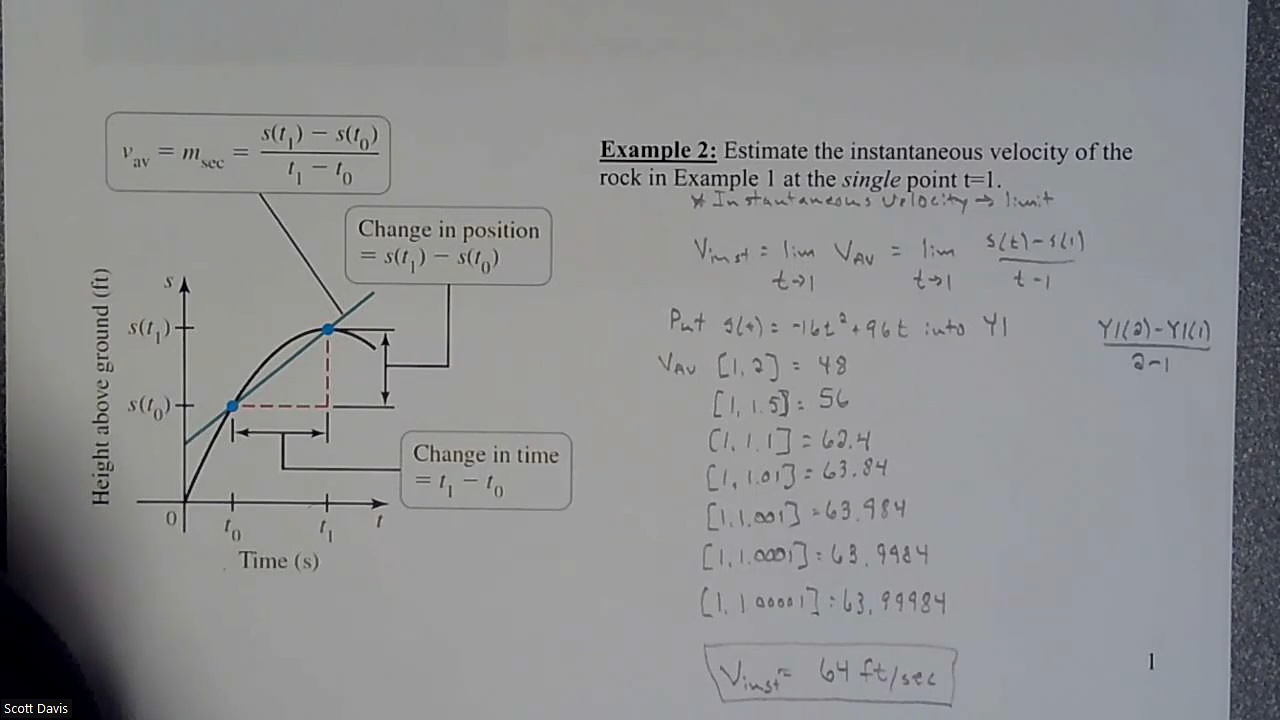 v_av = m_sec = s(t₁) − s(t₀) / t₁ − t₀
Change in position
= s(t₁) − s(t₀)
Height above ground (ft)
s
s(t₁)
s(t₀)
Change in time
= t₁ − t₀
0
t₀
t₁
t
Time (s)
Example 2: Estimate the instantaneous velocity of the
rock in Example 1 at the single point t=1.
* Instantaneous velocity → limit
Vinst = lim VAV = lim s(t)-s(1) / t-1
t→1 t→1
Put s(t) = -16t²+96t into Y1
Y1(2)-Y1(1)
2-1
VAV [1,2] = 48
[1, 1.5] = 56
[1, 1.1] = 62.4
[1, 1.01] = 63.84
[1, 1.001] = 63.984
[1, 1.0001] = 63.9984
[1, 1.00001] = 63.99984
Vinst = 64 ft/sec
1
Scott Davis